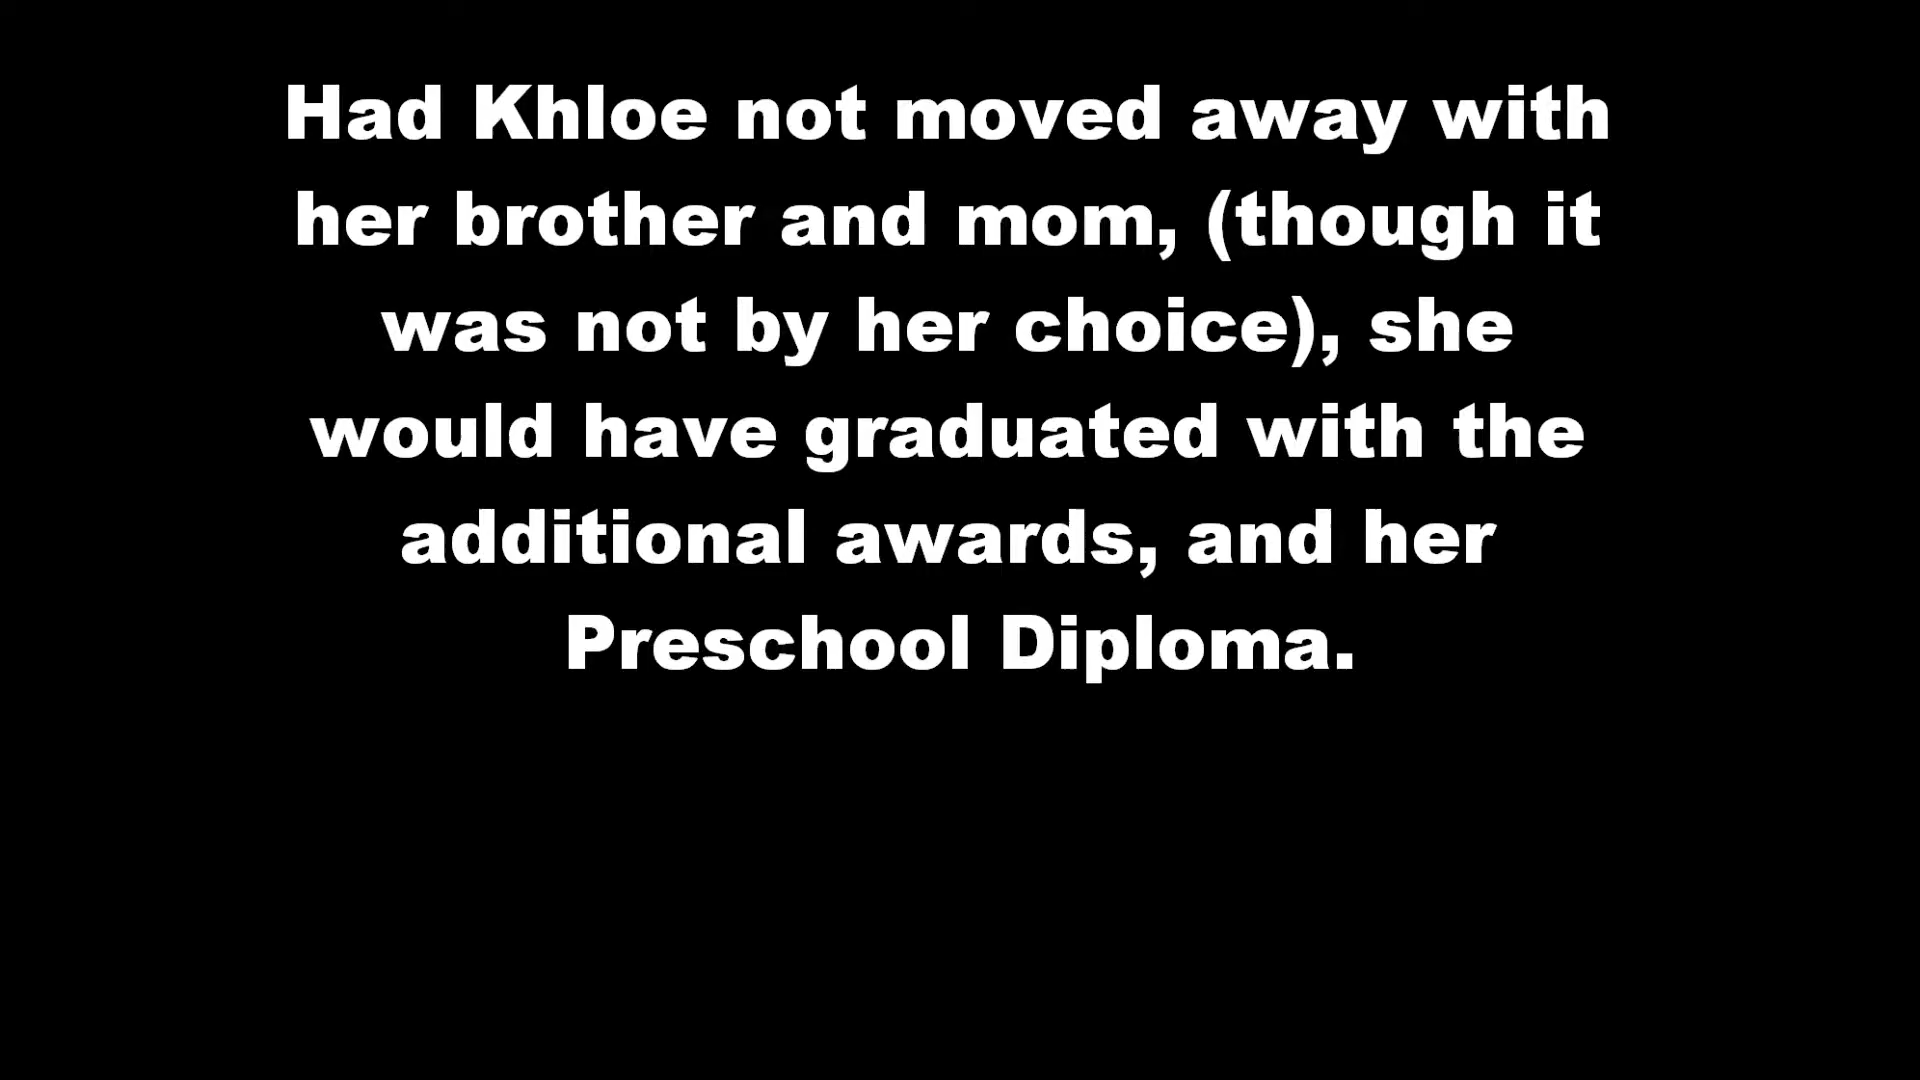 Had Khloe not moved away with
her brother and mom, (though it
was not by her choice), she
would have graduated with the
additional awards, and her
Preschool Diploma.